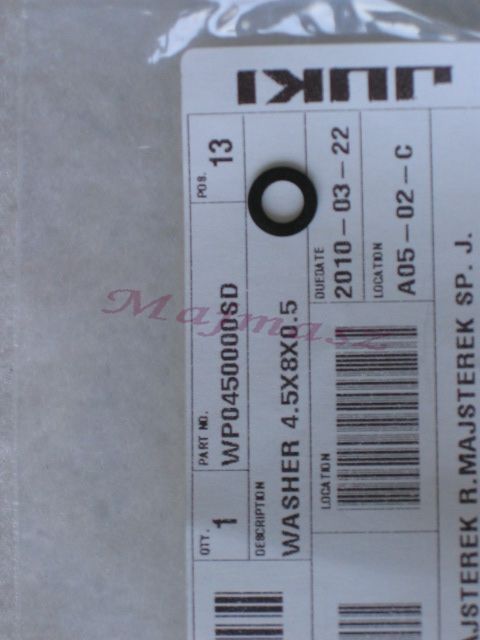 JUKI
POS.
13
PART NO.
WP0450000SD
QTY.
1
DESCRIPTION
WASHER 4.5X8X0.5
DUEDATE
2010-03-22
LOCATION
A05-02-C
LOCATION
AJSTEREK R.MAJSTEREK SP. J.
Majmasz